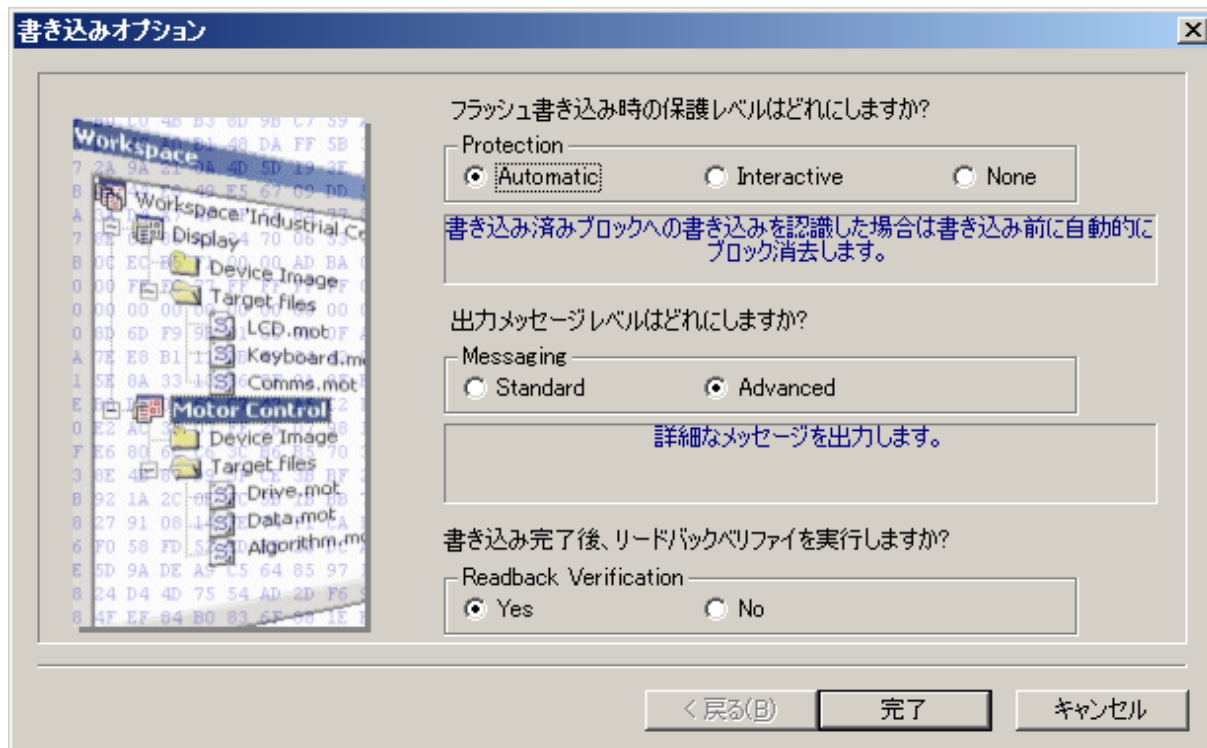 書き込みオプション
フラッシュ書き込み時の保護レベルはどれにしますか?
Protection
Automatic Interactive None
書き込み済みブロックへの書き込みを認識した場合は書き込み前に自動的に
ブロック消去します。
出力メッセージレベルはどれにしますか?
Messaging
Standard Advanced
詳細なメッセージを出力します。
書き込み完了後、リードバックベリファイを実行しますか?
Readback Verification
Yes No
Workspace
Workspace 'Industrial Co
Display
Device Image
Target files
LCD.mot
Keyboard.m
Comms.mot
Motor Control
Device Image
Target files
Drive.mot
Data.mot
Algorithm.mo
< 戻る(B) 完了 キャンセル